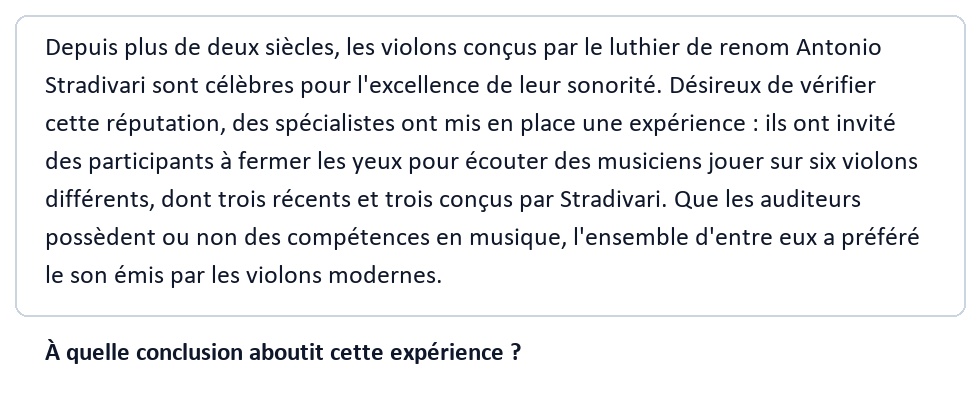 Depuis plus de deux siècles, les violons conçus par le luthier de renom Antonio
Stradivari sont célèbres pour l'excellence de leur sonorité. Désireux de vérifier
cette réputation, des spécialistes ont mis en place une expérience : ils ont invité
des participants à fermer les yeux pour écouter des musiciens jouer sur six violons
différents, dont trois récents et trois conçus par Stradivari. Que les auditeurs
possèdent ou non des compétences en musique, l'ensemble d'entre eux a préféré
le son émis par les violons modernes.
À quelle conclusion aboutit cette expérience ?